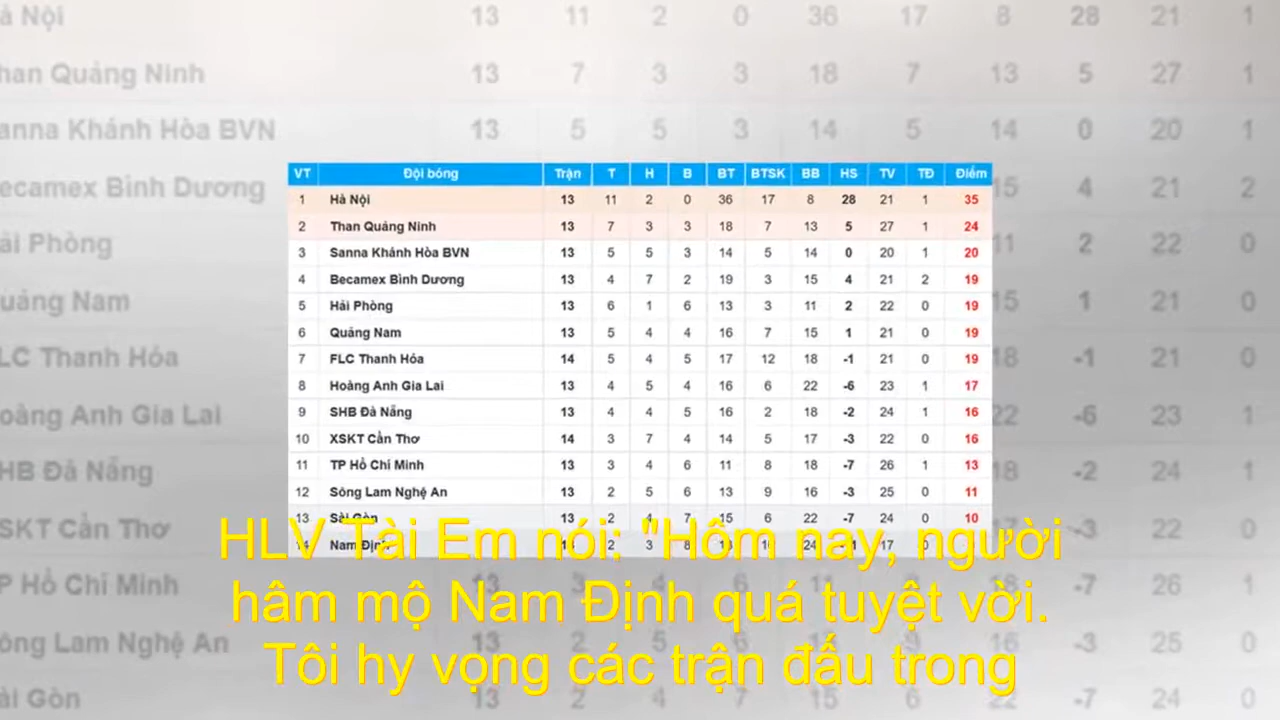 VT Đội bóng Trận T H B BT BTSK BB HS TV TĐ Điểm
1 Hà Nội 13 11 2 0 36 17 8 28 21 1 35
2 Than Quảng Ninh 13 7 3 3 18 7 13 5 27 1 24
3 Sanna Khánh Hòa BVN 13 5 5 3 14 5 14 0 20 1 20
4 Becamex Bình Dương 13 4 7 2 19 3 15 4 21 2 19
5 Hải Phòng 13 6 1 6 13 3 11 2 22 0 19
6 Quảng Nam 13 5 4 4 16 7 15 1 21 0 19
7 FLC Thanh Hóa 14 5 4 5 17 12 18 -1 21 0 19
8 Hoàng Anh Gia Lai 13 4 5 4 16 6 22 -6 23 1 17
9 SHB Đà Nẵng 13 4 4 5 16 2 18 -2 24 1 16
10 XSKT Cần Thơ 14 3 7 4 14 5 17 -3 22 0 16
11 TP Hồ Chí Minh 13 3 4 6 11 8 18 -7 26 1 13
12 Sông Lam Nghệ An 13 2 5 6 13 9 16 -3 25 0 11
13 Sài Gòn 13 2 4 7 15 6 22 -7 24 0 10
Nam Định 2 3 8 24 17
HLV Tài Em nói: "Hôm nay, người
hâm mộ Nam Định quá tuyệt vời.
Tôi hy vọng các trận đấu trong